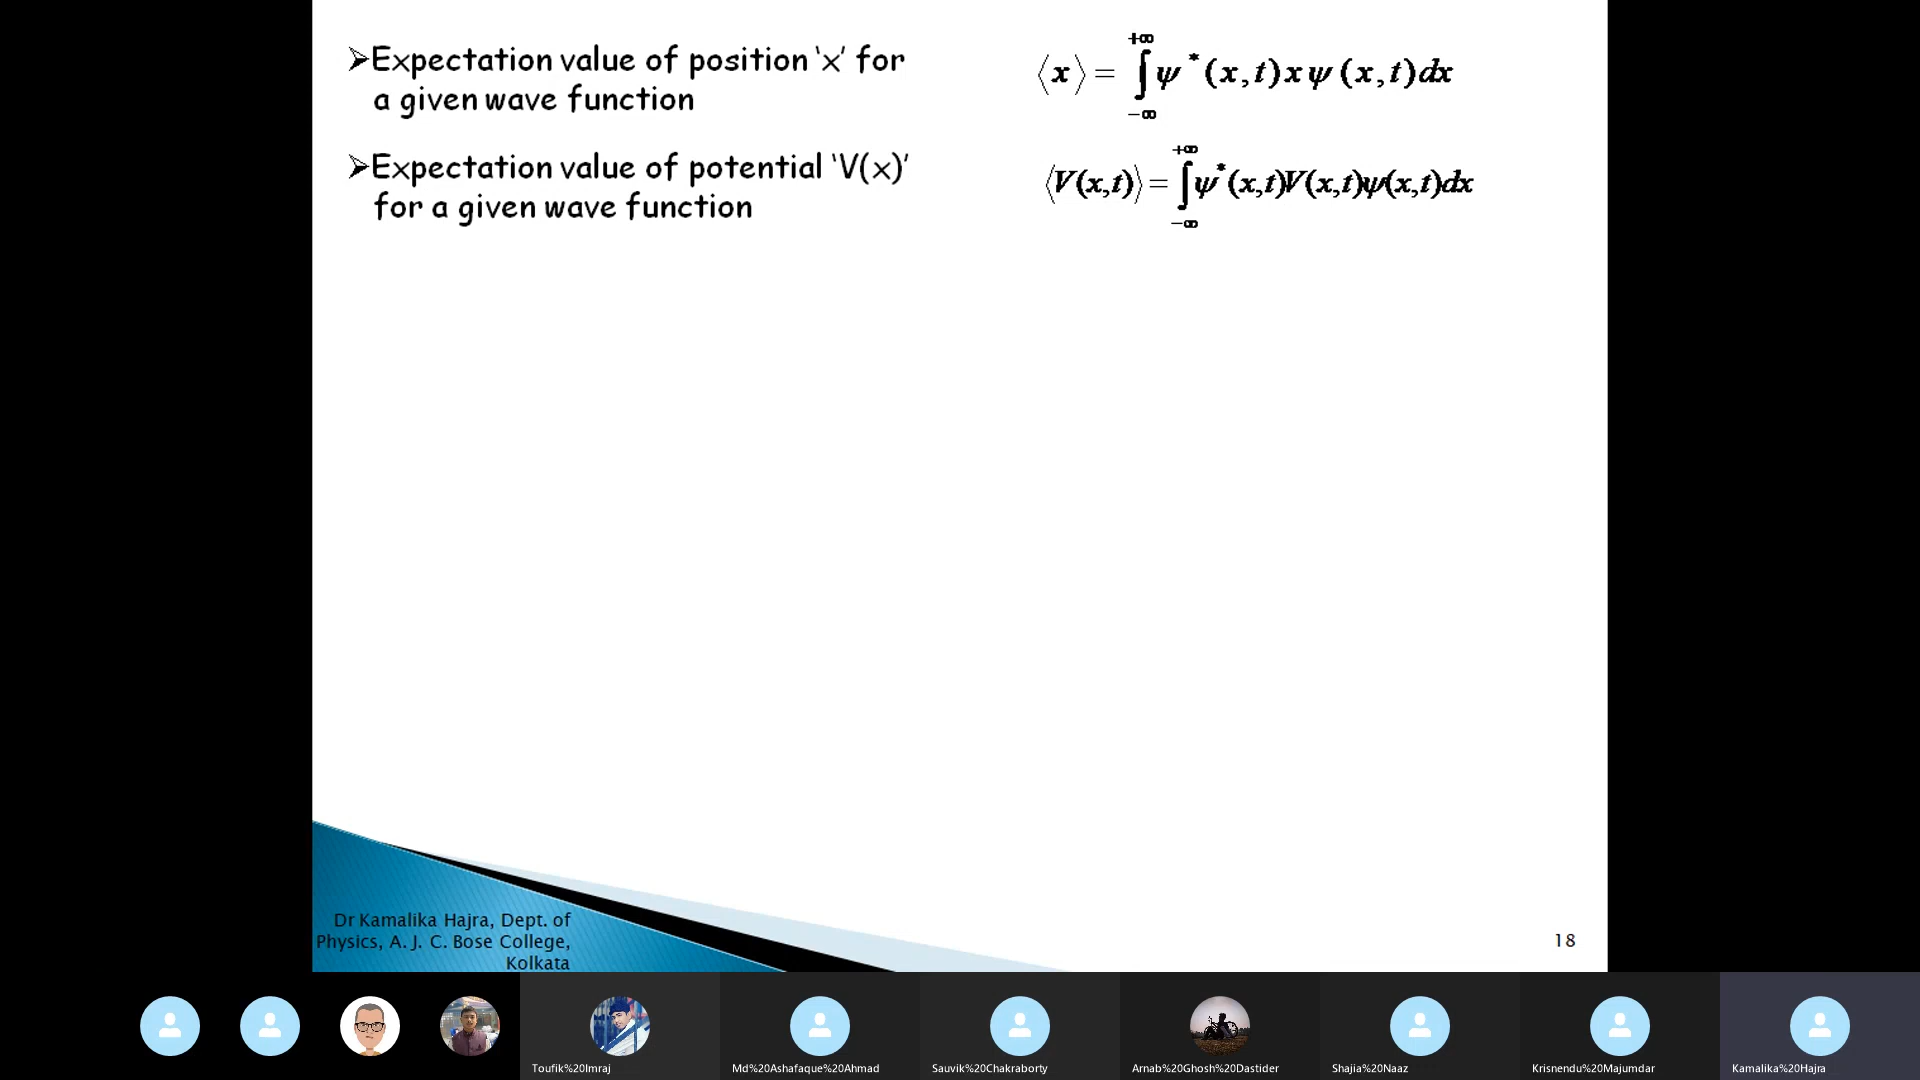 ➢Expectation value of position ‘x’ for
a given wave function
⟨x⟩ = ∫₋∞⁺∞ ψ*(x,t) x ψ(x,t)dx
➢Expectation value of potential ‘V(x)’
for a given wave function
⟨V(x,t)⟩ = ∫₋∞⁺∞ ψ*(x,t)V(x,t)ψ(x,t)dx
Dr Kamalika Hajra, Dept. of
Physics, A. J. C. Bose College,
Kolkata
18
Toufik%20Imraj
Md%20Ashafaque%20Ahmad
Sauvik%20Chakraborty
Arnab%20Ghosh%20Dastider
Shajia%20Naaz
Krisnendu%20Majumdar
Kamalika%20Hajra